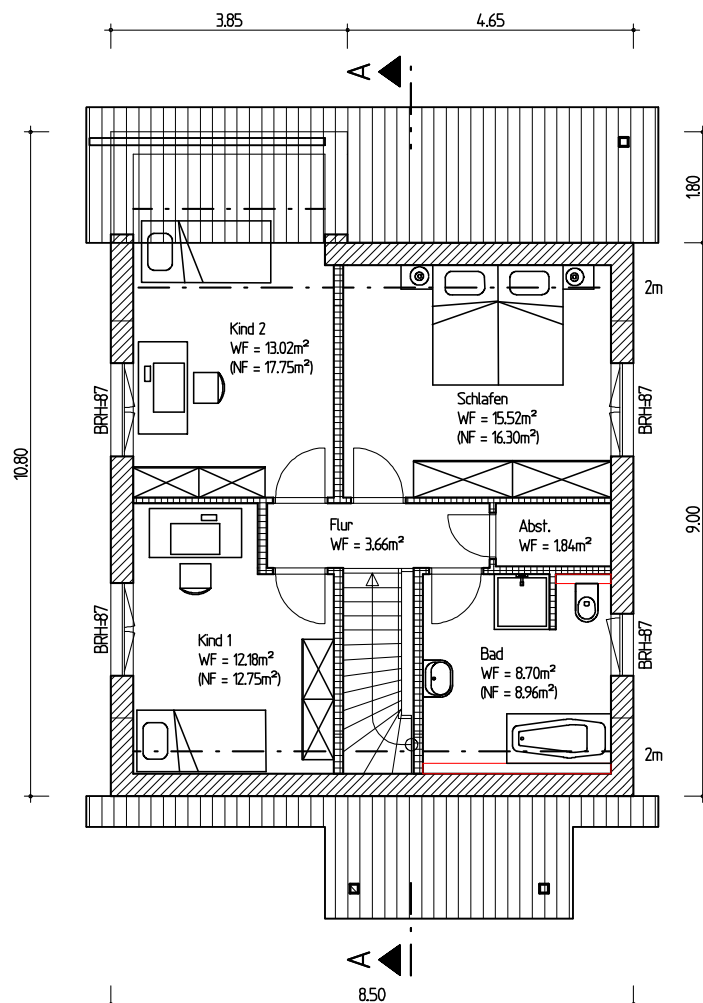 3.85
4.65
A
1.80
2m
Kind 2
WF = 13.02m²
(NF = 17.75m²)
BRH=87
Schlafen
WF = 15.52m²
(NF = 16.30m²)
BRH=87
10.80
9.00
Flur
WF = 3.66m²
Abst.
WF = 1.84m²
BRH=87
Kind 1
WF = 12.18m²
(NF = 12.75m²)
Bad
WF = 8.70m²
(NF = 8.96m²)
BRH=87
2m
A
8.50